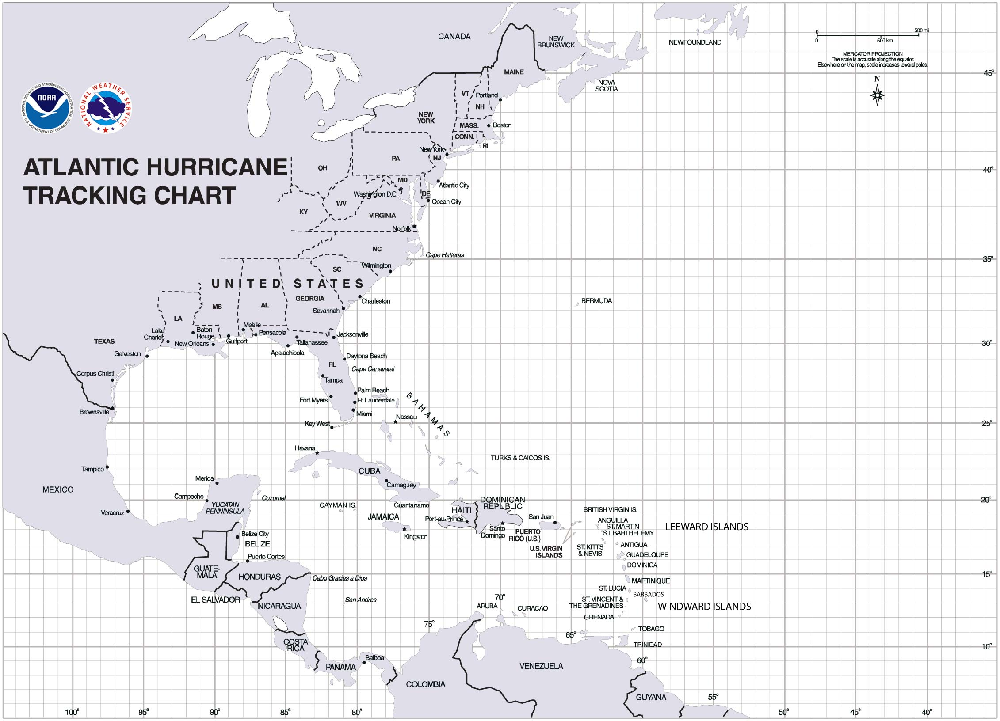 CANADA
NEW
BRUNSWICK
NEWFOUNDLAND
0
500 mi
0
500 km
MERCATOR PROJECTION
The scale is accurate along the equator.
Elsewhere on the map, scale increases toward poles.
N
MAINE
45°
NOVA
SCOTIA
NATIONAL OCEANIC AND ATMOSPHERIC ADMINISTRATION
NOAA
U.S. DEPARTMENT OF COMMERCE
NATIONAL WEATHER SERVICE
VT
Portland
NH
NEW
YORK
MASS.
Boston
CONN.
RI
New York
NJ
PA
ATLANTIC HURRICANE
TRACKING CHART
OH
40°
MD
Atlantic City
Washington D.C.
DE
Ocean City
WV
KY
VIRGINIA
Norfolk
NC
Cape Hatteras
35°
SC
Wilmington
UNITED STATES
GEORGIA
Charleston
BERMUDA
MS
AL
Savannah
LA
Lake
Charles
Baton
Rouge
Mobile
Pensacola
Jacksonville
TEXAS
New Orleans
Gulfport
Tallahassee
30°
Galveston
Apalachicola
Daytona Beach
FL
Cape Canaveral
Corpus Christi
Tampa
Palm Beach
Fort Myers
Ft. Lauderdale
BAHAMAS
Brownsville
Miami
Nassau
Key West
25°
Havana
TURKS & CAICOS IS.
Tampico
CUBA
Merida
Camaguey
MEXICO
Campeche
Cozumel
YUCATAN
PENNINSULA
CAYMAN IS.
Guantanamo
DOMINICAN
REPUBLIC
20°
Veracruz
JAMAICA
HAITI
Port-au-Prince
San Juan
BRITISH VIRGIN IS.
ANGUILLA
ST. MARTIN
ST. BARTHELEMY
LEEWARD ISLANDS
Belize City
BELIZE
Kingston
Santo
Domingo
PUERTO
RICO (U.S.)
U.S. VIRGIN
ISLANDS
ST. KITTS
& NEVIS
ANTIGUA
GUADELOUPE
Puerto Cortes
DOMINICA
GUATE-
MALA
HONDURAS
Cabo Gracias a Dios
15°
MARTINIQUE
ST. LUCIA
BARBADOS
EL SALVADOR
NICARAGUA
San Andres
70°
ARUBA
CURACAO
ST. VINCENT &
THE GRENADINES
WINDWARD ISLANDS
GRENADA
75°
65°
TOBAGO
COSTA
RICA
TRINIDAD
10°
Balboa
PANAMA
60°
VENEZUELA
COLOMBIA
GUYANA
55°
100°
95°
90°
85°
80°
50°
45°
40°